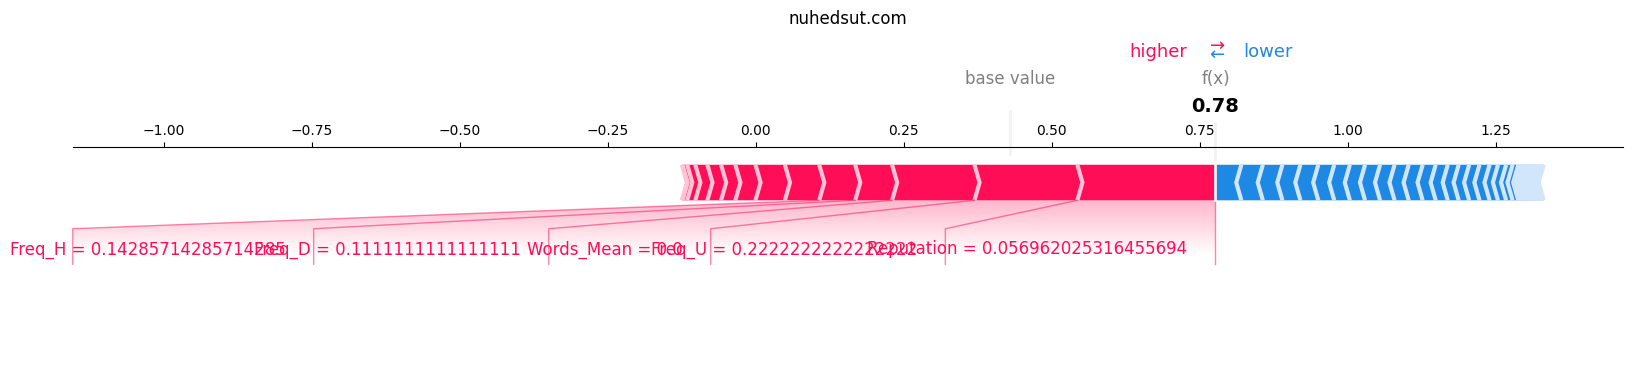 nuhedsut.com
higher → ← lower
base value f(x)
0.78
−1.00 −0.75 −0.50 −0.25 0.00 0.25 0.50 0.75 1.00 1.25
Freq_H = 0.14285714285714285 Freq_D = 0.1111111111111111 Words_Mean = 0.0 Freq_U = 0.2222222222222222 Reputation = 0.056962025316455694